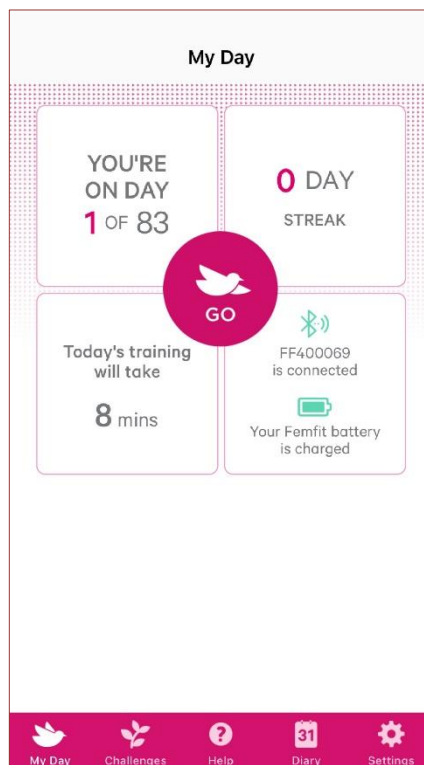 My Day
YOU'RE
ON DAY
1 OF 83
0 DAY
STREAK
GO
Today's training
will take
8 mins
FF400069
is connected
Your Femfit battery
is charged
31
My Day
Challenges
Help
Diary
Settings